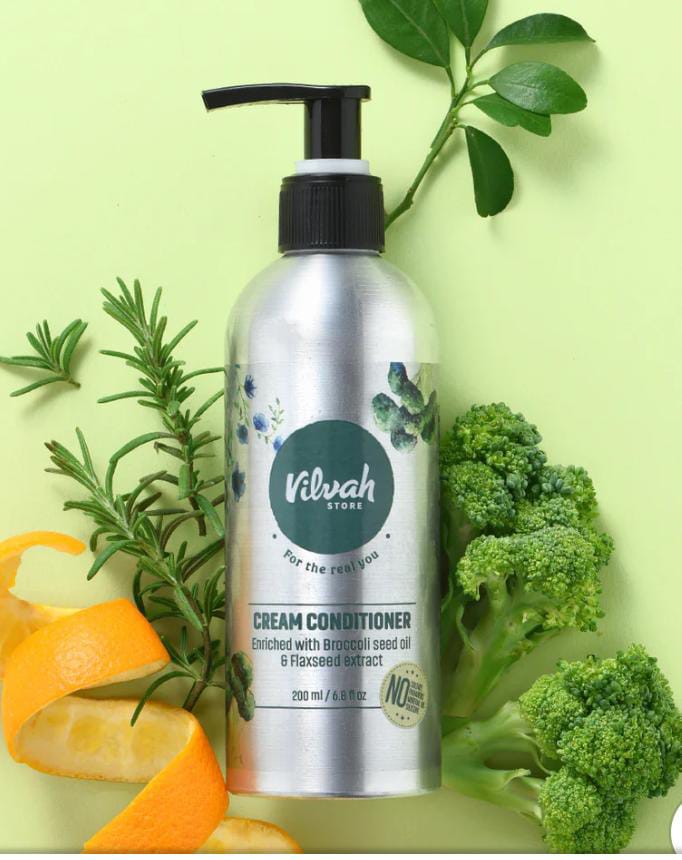 Vilvah
STORE
For the real you
CREAM CONDITIONER
Enriched with Broccoli seed oil
& Flaxseed extract
200 ml / 6.8 fl oz
NO